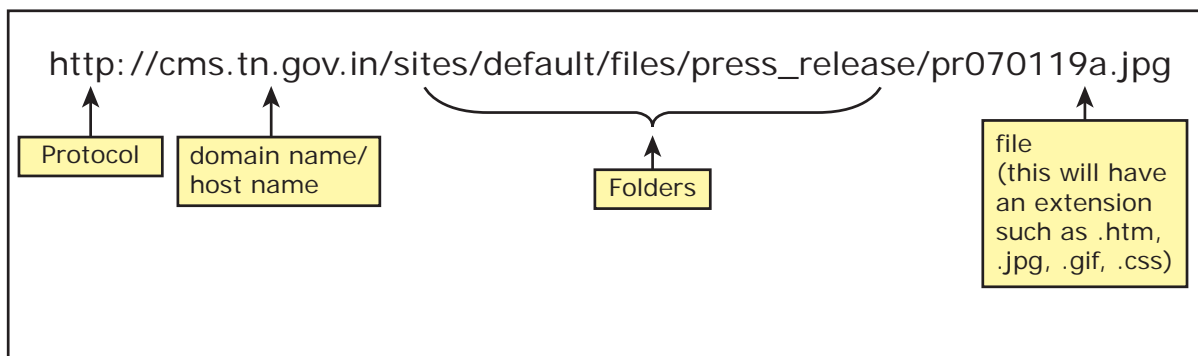 http://cms.tn.gov.in/sites/default/files/press_release/pr070119a.jpg
Protocol
domain name/
host name
Folders
file
(this will have
an extension
such as .htm,
.jpg, .gif, .css)